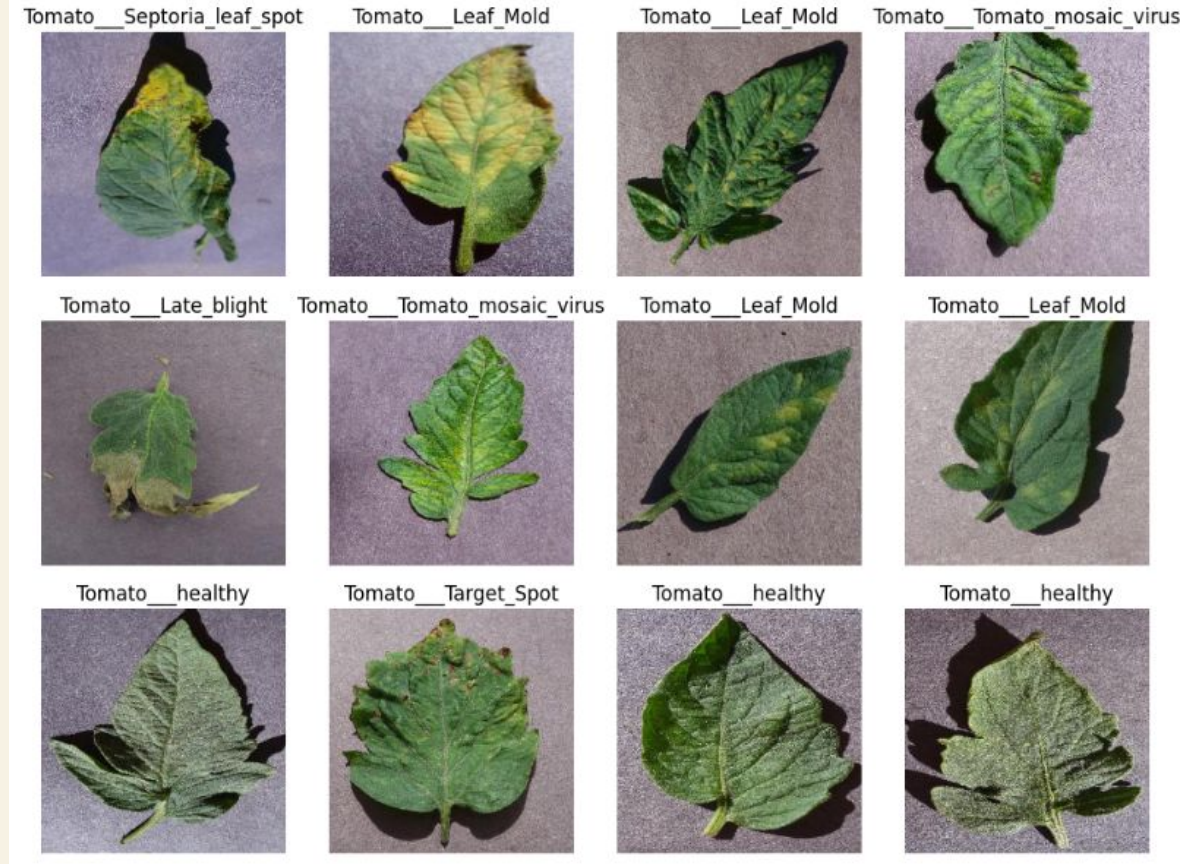 Tomato___Septoria_leaf_spot
Tomato___Leaf_Mold
Tomato___Leaf_Mold
Tomato___Tomato_mosaic_virus
Tomato___Late_blight
Tomato___Tomato_mosaic_virus
Tomato___Leaf_Mold
Tomato___Leaf_Mold
Tomato___healthy
Tomato___Target_Spot
Tomato___healthy
Tomato___healthy